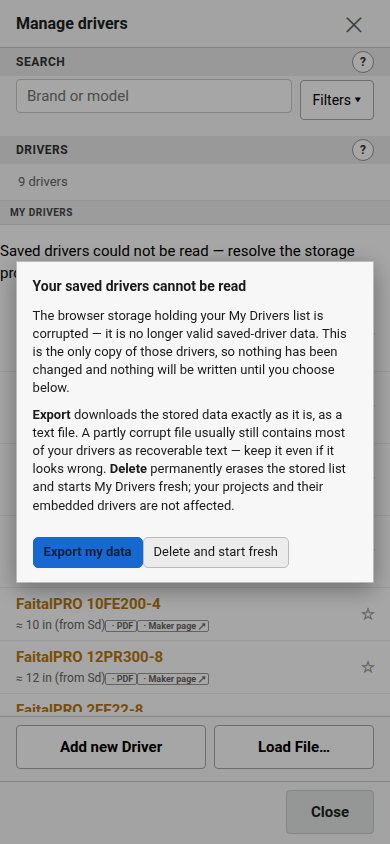 Manage drivers
SEARCH
?
Brand or model
Filters ▾
DRIVERS
?
9 drivers
MY DRIVERS
Saved drivers could not be read — resolve the storage
Your saved drivers cannot be read
The browser storage holding your My Drivers list is
corrupted — it is no longer valid saved-driver data. This
is the only copy of those drivers, so nothing has been
changed and nothing will be written until you choose
below.
Export downloads the stored data exactly as it is, as a
text file. A partly corrupt file usually still contains most
of your drivers as recoverable text — keep it even if it
looks wrong. Delete permanently erases the stored list
and starts My Drivers fresh; your projects and their
embedded drivers are not affected.
Export my data
Delete and start fresh
FaitalPRO 10FE200-4
≈ 10 in (from Sd) · PDF · Maker page ↗
FaitalPRO 12PR300-8
≈ 12 in (from Sd) · PDF · Maker page ↗
FaitalPRO 2FE22-8
Add new Driver
Load File…
Close